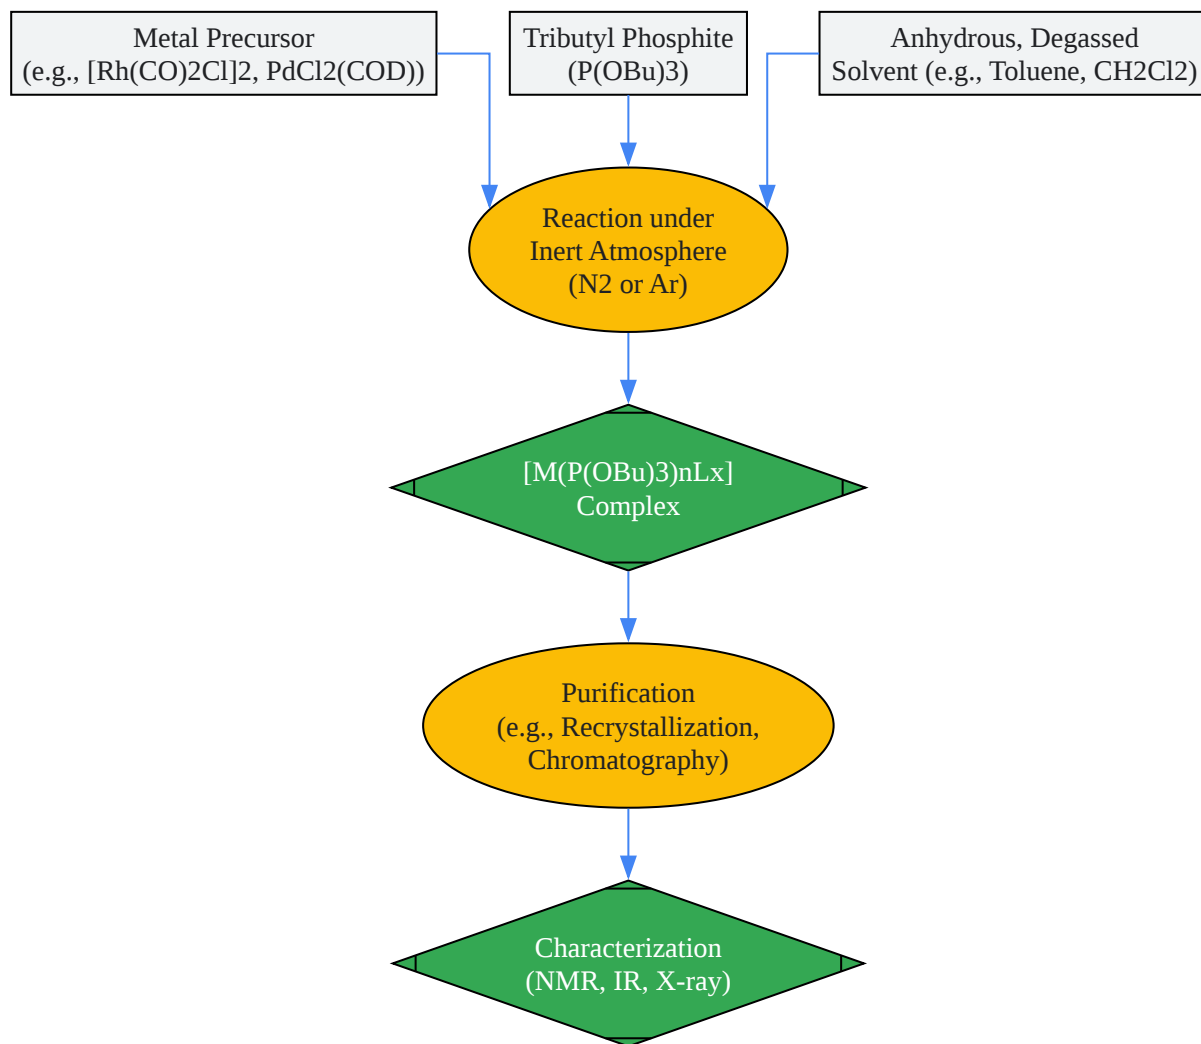 Metal Precursor
(e.g., [Rh(CO)2Cl]2, PdCl2(COD))
Tributyl Phosphite
(P(OBu)3)
Anhydrous, Degassed
Solvent (e.g., Toluene, CH2Cl2)
Reaction under
Inert Atmosphere
(N2 or Ar)
[M(P(OBu)3)nLx]
Complex
Purification
(e.g., Recrystallization,
Chromatography)
Characterization
(NMR, IR, X-ray)